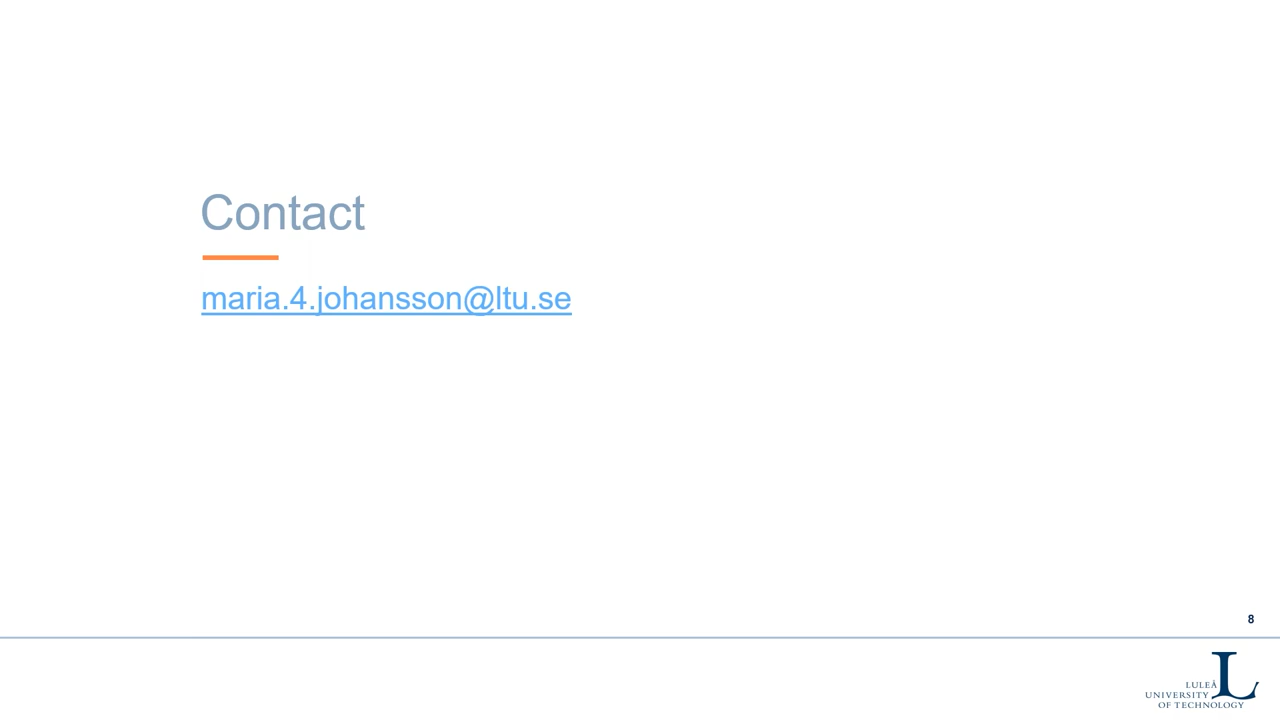 Contact
maria.4.johansson@ltu.se
8
LULEÅ
UNIVERSITY
OF TECHNOLOGY
L